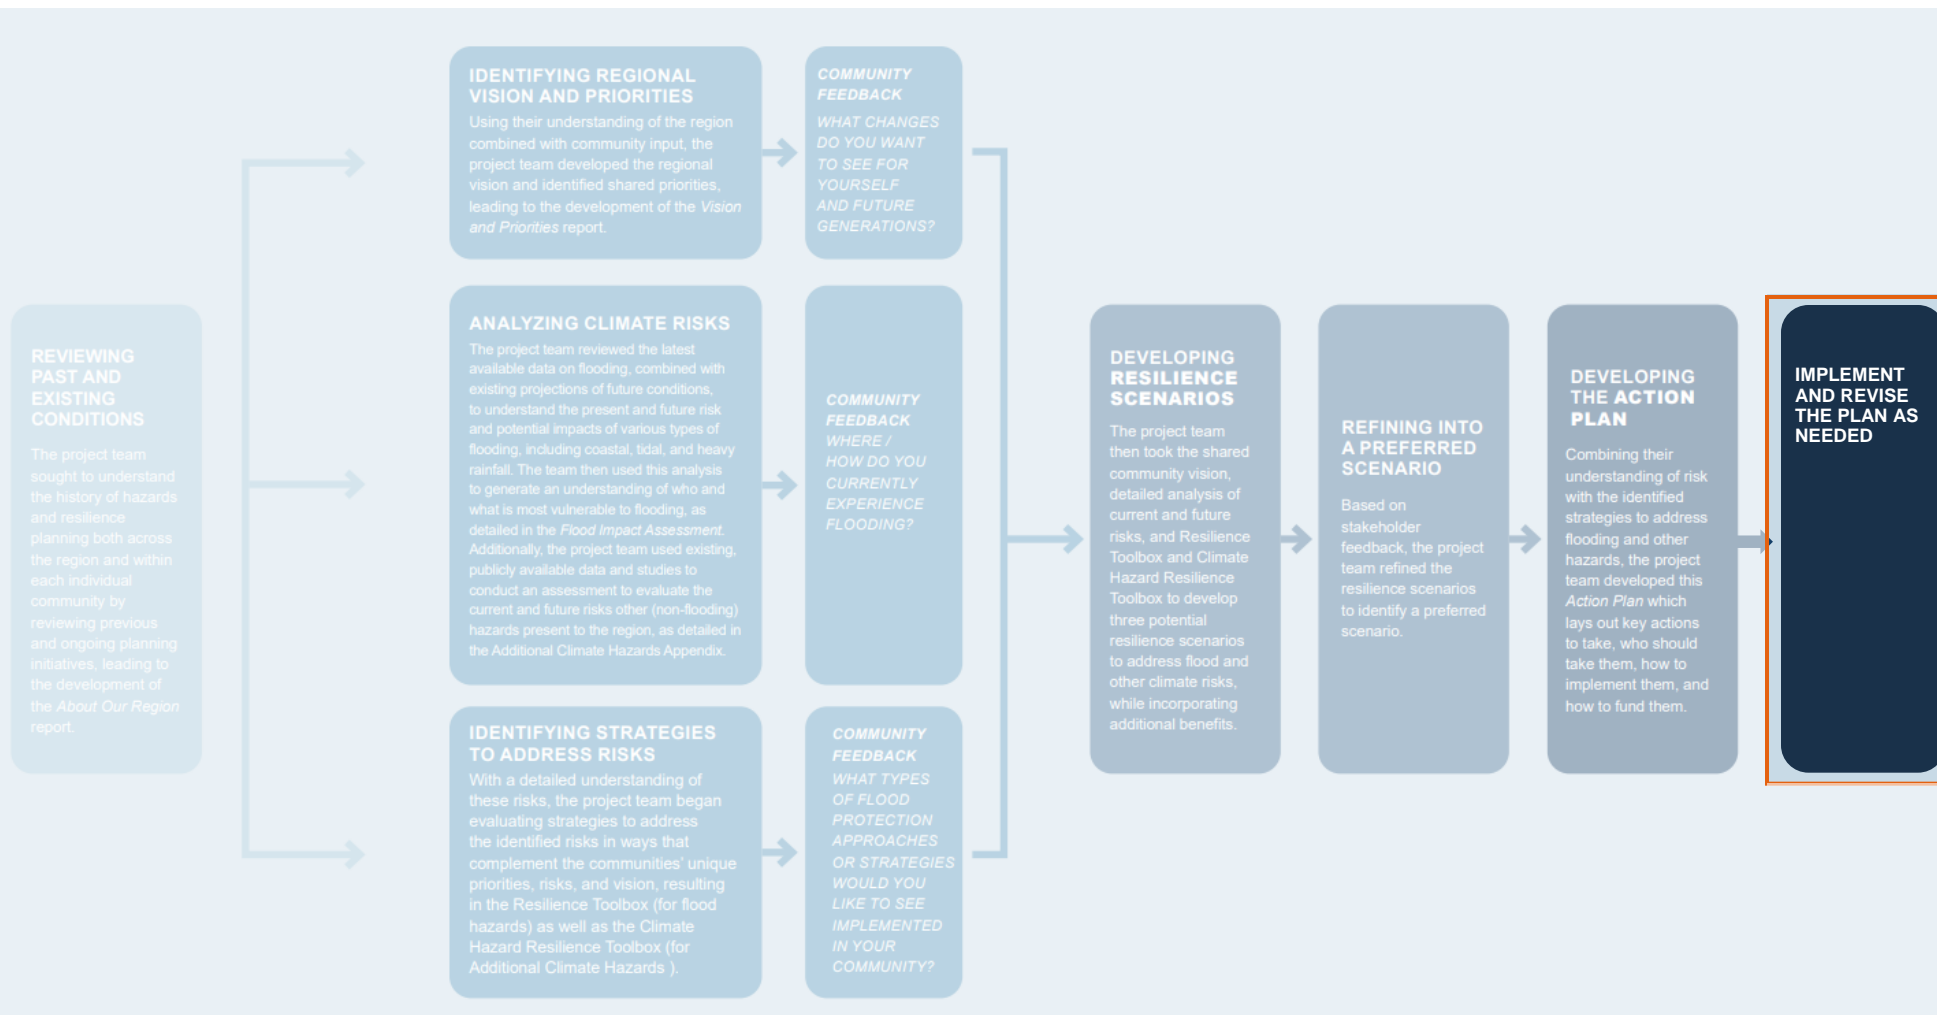 REVIEWING
PAST AND
EXISTING
CONDITIONS
The project team
sought to understand
the history of hazards
and resilience
planning both across
the region and within
each individual
community by
reviewing previous
and ongoing planning
initiatives, leading to
the development of
the About Our Region
report.
IDENTIFYING REGIONAL
VISION AND PRIORITIES
Using their understanding of the region
combined with community input, the
project team developed the regional
vision and identified shared priorities,
leading to the development of the Vision
and Priorities report.
COMMUNITY
FEEDBACK
WHAT CHANGES
DO YOU WANT
TO SEE FOR
YOURSELF
AND FUTURE
GENERATIONS?
ANALYZING CLIMATE RISKS
The project team reviewed the latest
available data on flooding, combined with
existing projections of future conditions,
to understand the present and future risk
and potential impacts of various types of
flooding, including coastal, tidal, and heavy
rainfall. The team then used this analysis
to generate an understanding of who and
what is most vulnerable to flooding, as
detailed in the Flood Impact Assessment.
Additionally, the project team used existing,
publicly available data and studies to
conduct an assessment to evaluate the
current and future risks other (non-flooding)
hazards present to the region, as detailed in
the Additional Climate Hazards Appendix.
COMMUNITY
FEEDBACK
WHERE /
HOW DO YOU
CURRENTLY
EXPERIENCE
FLOODING?
IDENTIFYING STRATEGIES
TO ADDRESS RISKS
With a detailed understanding of
these risks, the project team began
evaluating strategies to address
the identified risks in ways that
complement the communities’ unique
priorities, risks, and vision, resulting
in the Resilience Toolbox (for flood
hazards) as well as the Climate
Hazard Resilience Toolbox (for
Additional Climate Hazards ).
COMMUNITY
FEEDBACK
WHAT TYPES
OF FLOOD
PROTECTION
APPROACHES
OR STRATEGIES
WOULD YOU
LIKE TO SEE
IMPLEMENTED
IN YOUR
COMMUNITY?
DEVELOPING
RESILIENCE
SCENARIOS
The project team
then took the shared
community vision,
detailed analysis of
current and future
risks, and Resilience
Toolbox and Climate
Hazard Resilience
Toolbox to develop
three potential
resilience scenarios
to address flood and
other climate risks,
while incorporating
additional benefits.
REFINING INTO
A PREFERRED
SCENARIO
Based on
stakeholder
feedback, the project
team refined the
resilience scenarios
to identify a preferred
scenario.
DEVELOPING
THE ACTION
PLAN
Combining their
understanding of risk
with the identified
strategies to address
flooding and other
hazards, the project
team developed this
Action Plan which
lays out key actions
to take, who should
take them, how to
implement them, and
how to fund them.
IMPLEMENT
AND REVISE
THE PLAN AS
NEEDED